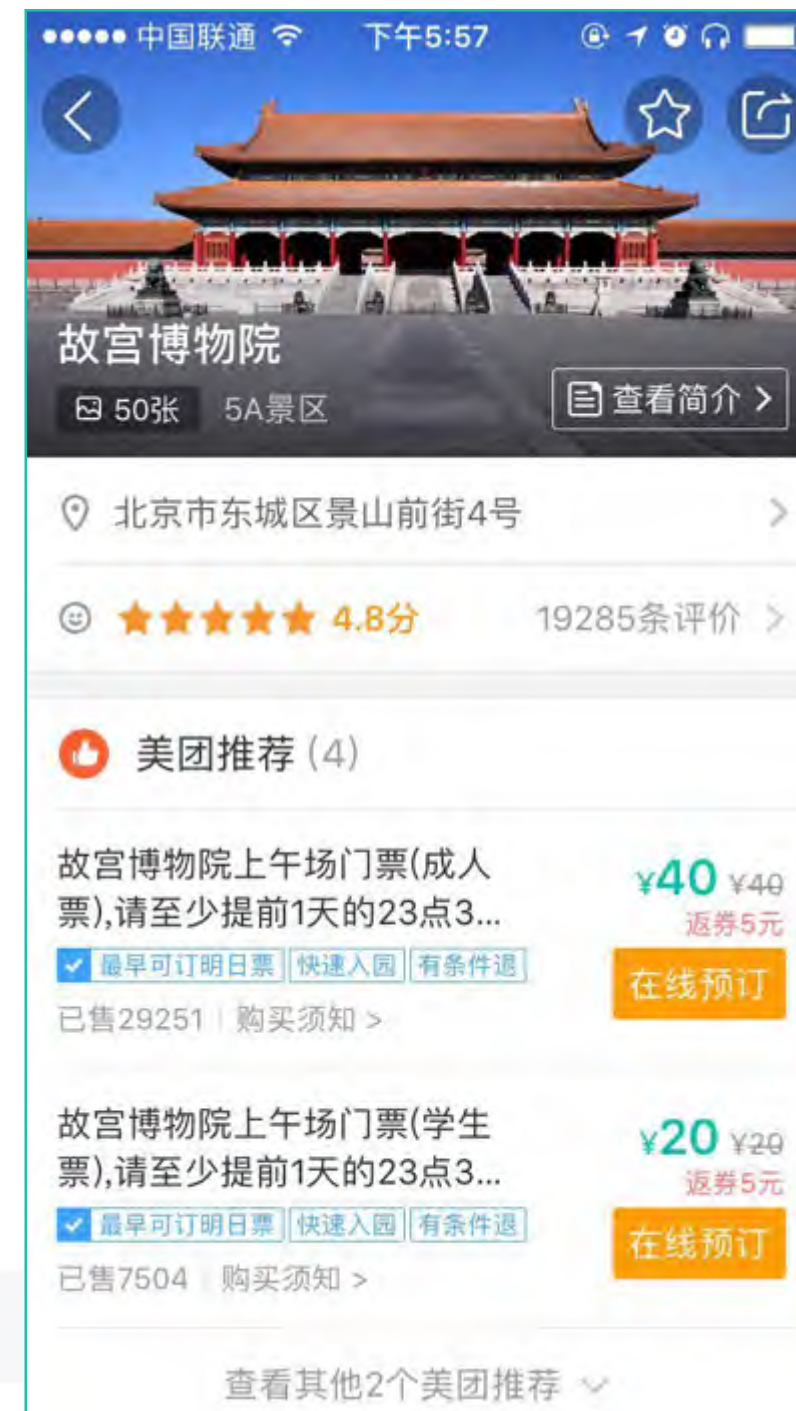 中国联通 下午5:57
故宫博物院
50张 5A景区 查看简介 >
北京市东城区景山前街4号 >
4.8分 19285条评价 >
美团推荐(4)
故宫博物院上午场门票(成人
票),请至少提前1天的23点3...
¥40 ¥40
返券5元
最早可订明日票 快速入园 有条件退
在线预订
已售29251 | 购买须知 >
故宫博物院上午场门票(学生
票),请至少提前1天的23点3...
¥20 ¥20
返券5元
最早可订明日票 快速入园 有条件退
在线预订
已售7504 | 购买须知 >
查看其他2个美团推荐